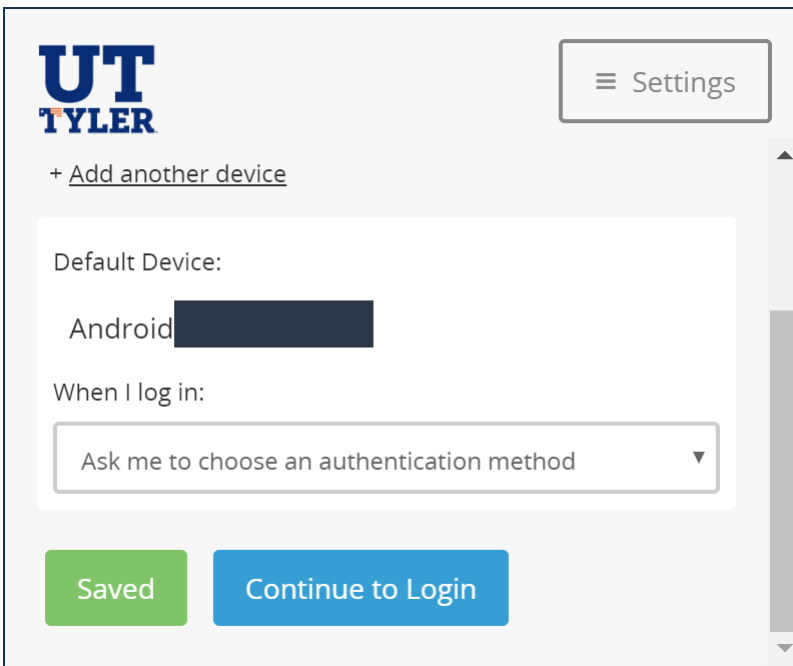 UT
TYLER
≡ Settings
+ Add another device
Default Device:
Android
When I log in:
Ask me to choose an authentication method
Saved
Continue to Login